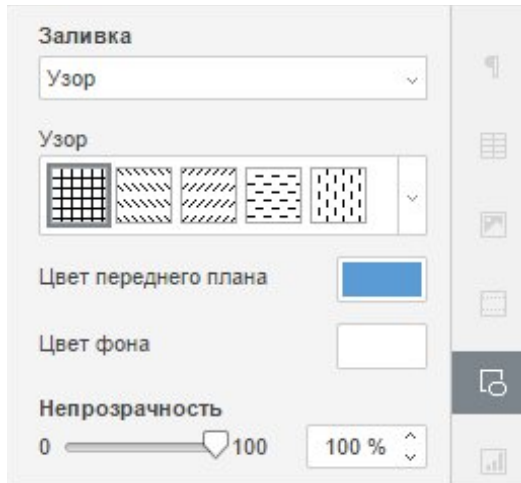 Заливка
Узор
Узор
Цвет переднего плана
Цвет фона
Непрозрачность
0 100 100 %